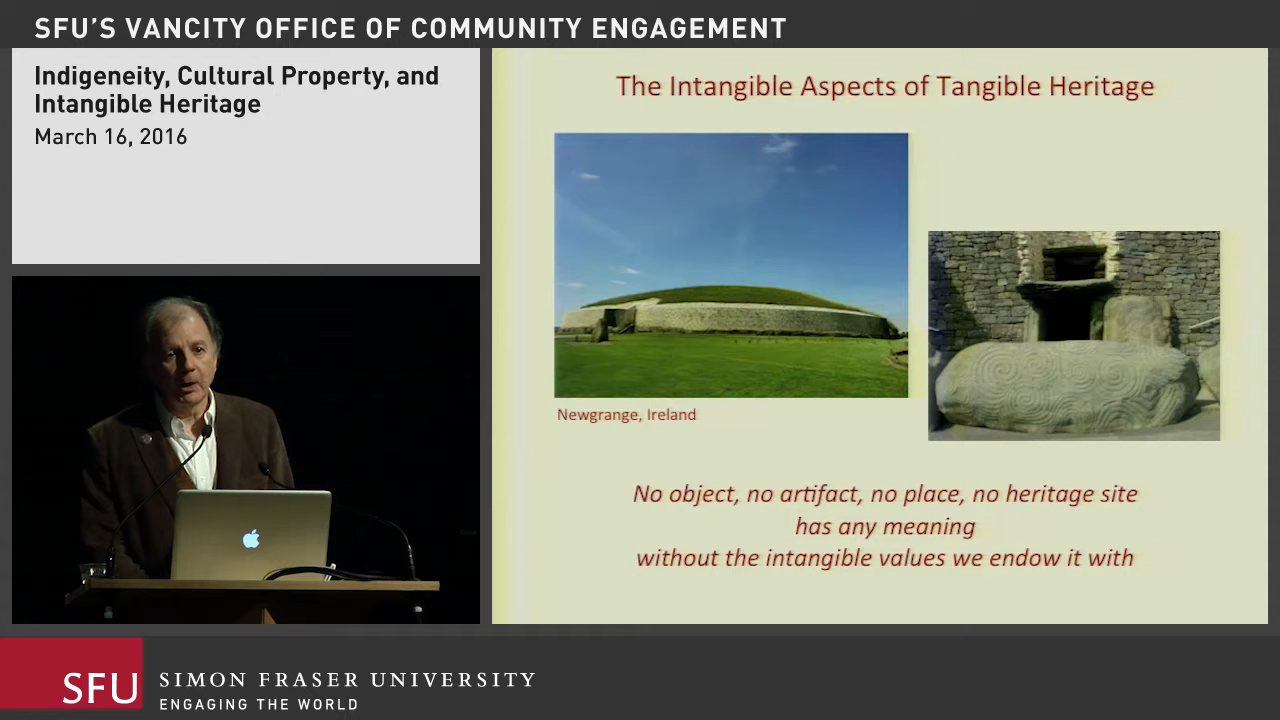 SFU'S VANCITY OFFICE OF COMMUNITY ENGAGEMENT
Indigeneity, Cultural Property, and
Intangible Heritage
March 16, 2016
The Intangible Aspects of Tangible Heritage
Newgrange, Ireland
No object, no artifact, no place, no heritage site
has any meaning
without the intangible values we endow it with
SFU
SIMON FRASER UNIVERSITY
ENGAGING THE WORLD